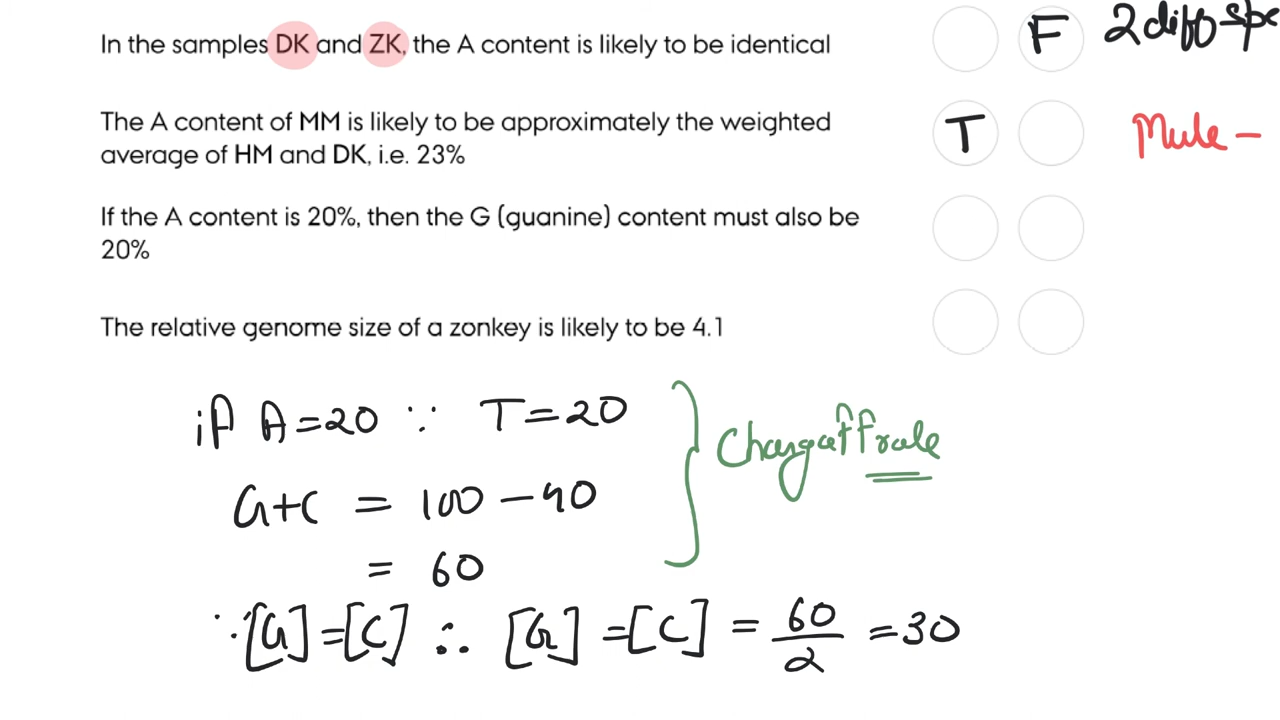 In the samples DK and ZK, the A content is likely to be identical F 2 diff spe
The A content of MM is likely to be approximately the weighted T Mule -
average of HM and DK, i.e. 23%
If the A content is 20%, then the G (guanine) content must also be
20%
The relative genome size of a zonkey is likely to be 4.1
if A=20 ∵ T=20
G+C = 100 - 40
= 60
Chargaff rule
∵ [G]=[C] ∴ [G] =[C] = 60/2 =30